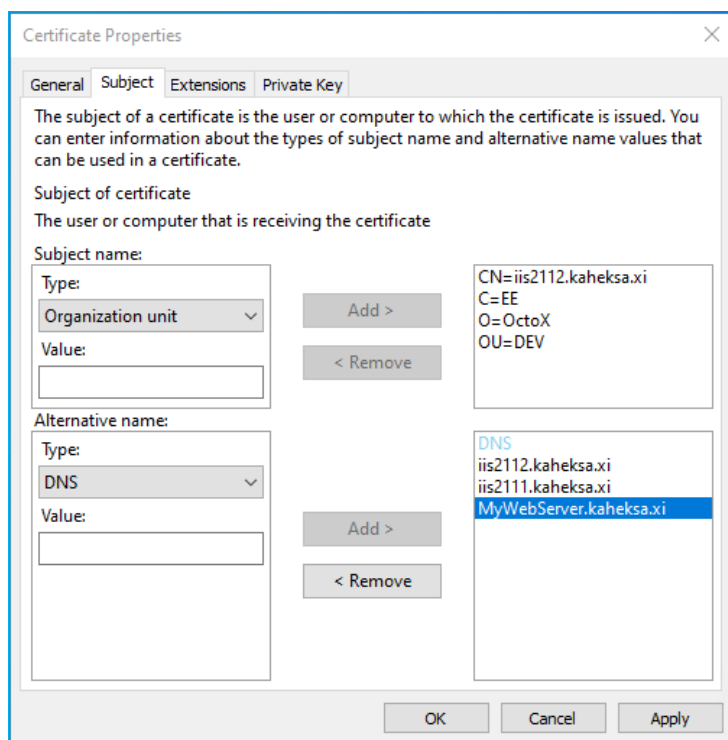 Certificate Properties
General Subject Extensions Private Key
The subject of a certificate is the user or computer to which the certificate is issued. You
can enter information about the types of subject name and alternative name values that
can be used in a certificate.
Subject of certificate
The user or computer that is receiving the certificate
Subject name:
Type:
Organization unit
Value:
Add >
< Remove
CN=iis2112.kaheksa.xi
C=EE
O=OctoX
OU=DEV
Alternative name:
Type:
DNS
Value:
Add >
< Remove
DNS
iis2112.kaheksa.xi
iis2111.kaheksa.xi
MyWebServer.kaheksa.xi
OK Cancel Apply